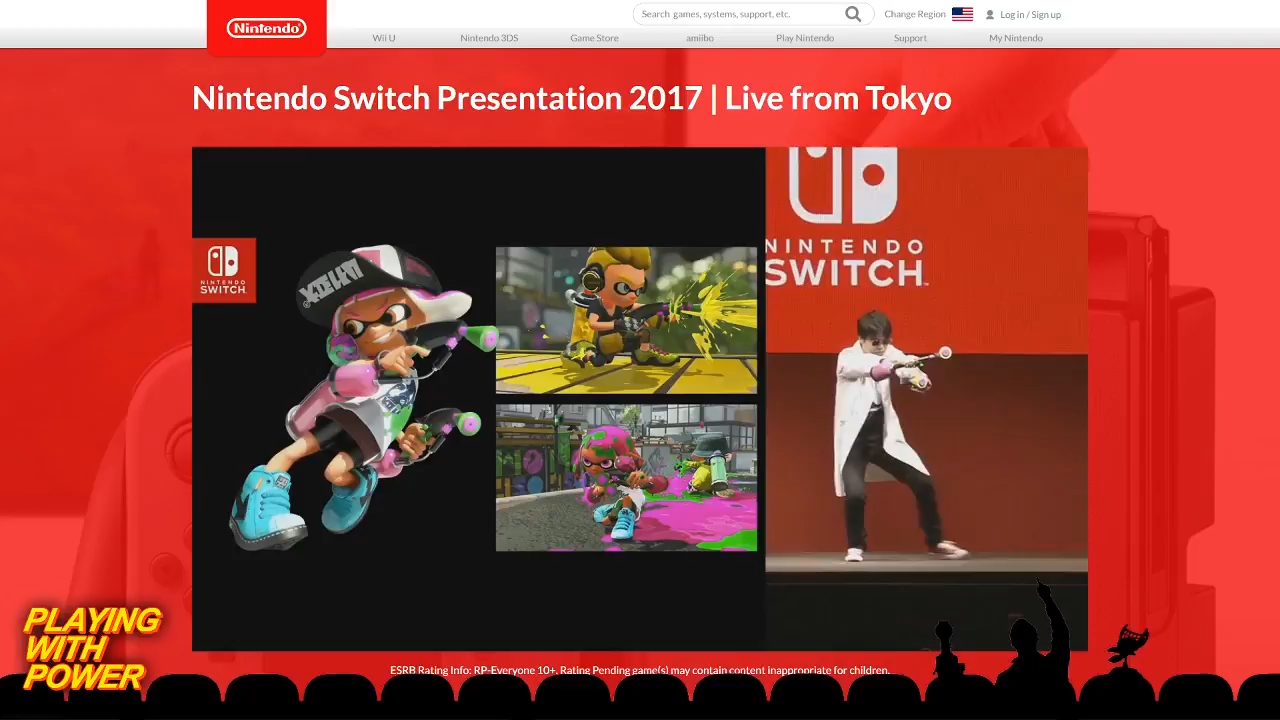 Nintendo
Search games, systems, support, etc.
Change Region
Log in / Sign up
Wii U
Nintendo 3DS
Game Store
amiibo
Play Nintendo
Support
My Nintendo
Nintendo Switch Presentation 2017 | Live from Tokyo
NINTENDO
SWITCH
NINTENDO
SWITCH
PLAYING
WITH
POWER
ESRB Rating Info: RP-Everyone 10+, Rating Pending game(s) may contain content inappropriate for children.